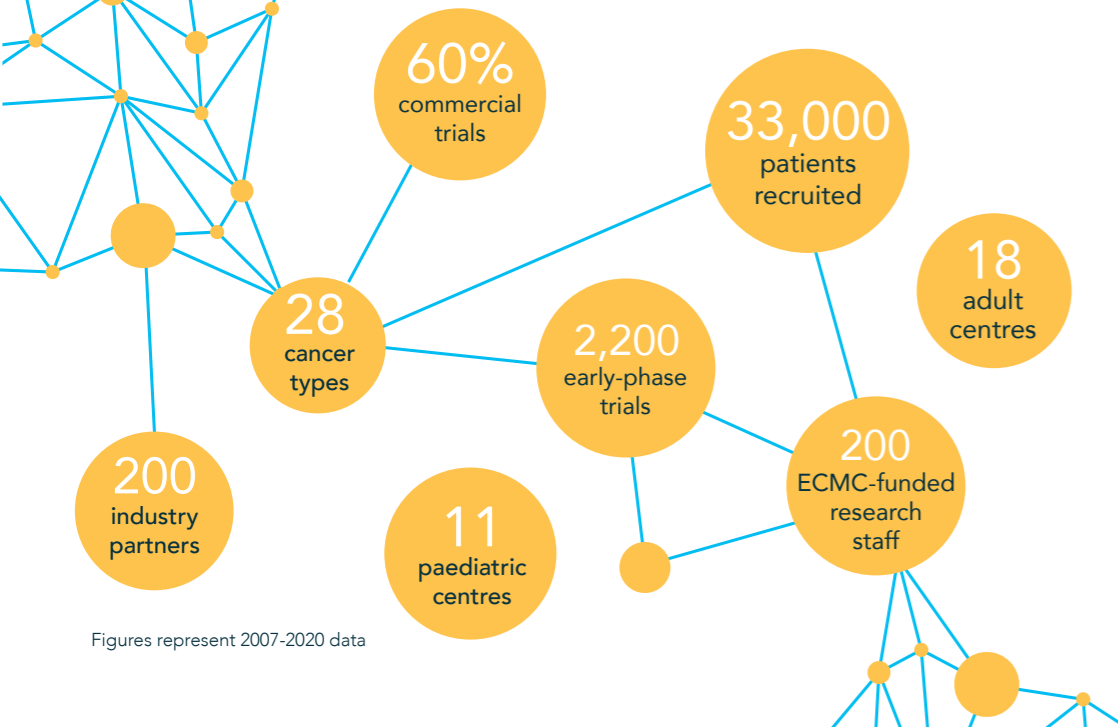 60%
commercial
trials
33,000
patients
recruited
18
adult
centres
28
cancer
types
2,200
early-phase
trials
200
ECMC-funded
research
staff
200
industry
partners
11
paediatric
centres
Figures represent 2007-2020 data